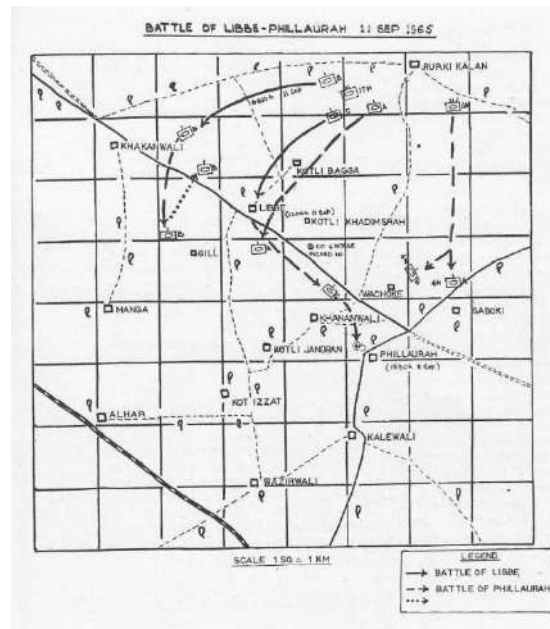 BATTLE OF LIBBE-PHILLAURAH 11 SEP 1965
RURKI KALAN
17H
KHAKANWALI
KOTLI BAGGA
LIBBE
KOTLI KHADIMSHAH
GILL
WACHOKE
MANGA
KHANANWALI
GADGKI
KOTLI JANDRAN
PHILLAURAH
KOT IZZAT
ALHAR
KALEWALI
WAZIRWALI
SCALE 1 SQ = 1 KM
LEGEND
BATTLE OF LIBBE
BATTLE OF PHILLAURAH